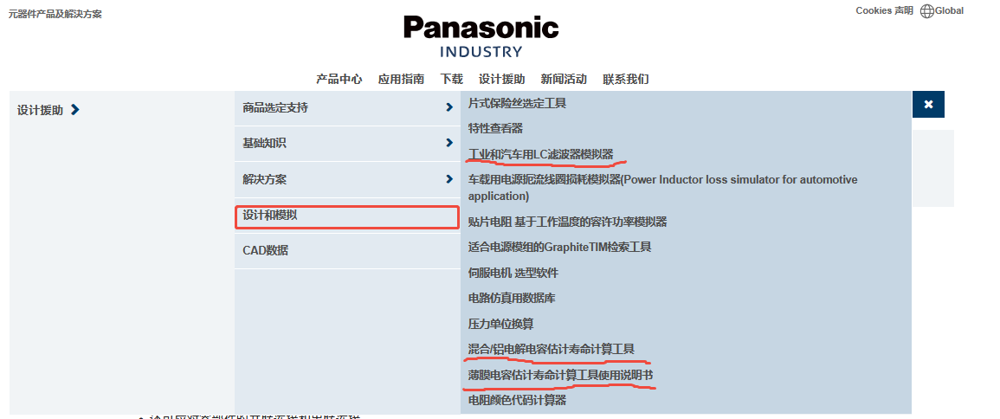 元器件产品及解决方案
Cookies 声明
Global
Panasonic
INDUSTRY
产品中心 应用指南 下载 设计援助 新闻活动 联系我们
设计援助
商品选定支持
基础知识
解决方案
设计和模拟
CAD数据
片式保险丝选定工具
特性查看器
工业和汽车用LC滤波器模拟器
车载用电源扼流线圈损耗模拟器(Power Inductor loss simulator for automotive
application)
贴片电阻 基于工作温度的容许功率模拟器
适合电源模组的GraphiteTIM检索工具
伺服电机 选型软件
电路仿真用数据库
压力单位换算
混合/铝电解电容估计寿命计算工具
薄膜电容估计寿命计算工具使用说明书
电阻颜色代码计算器